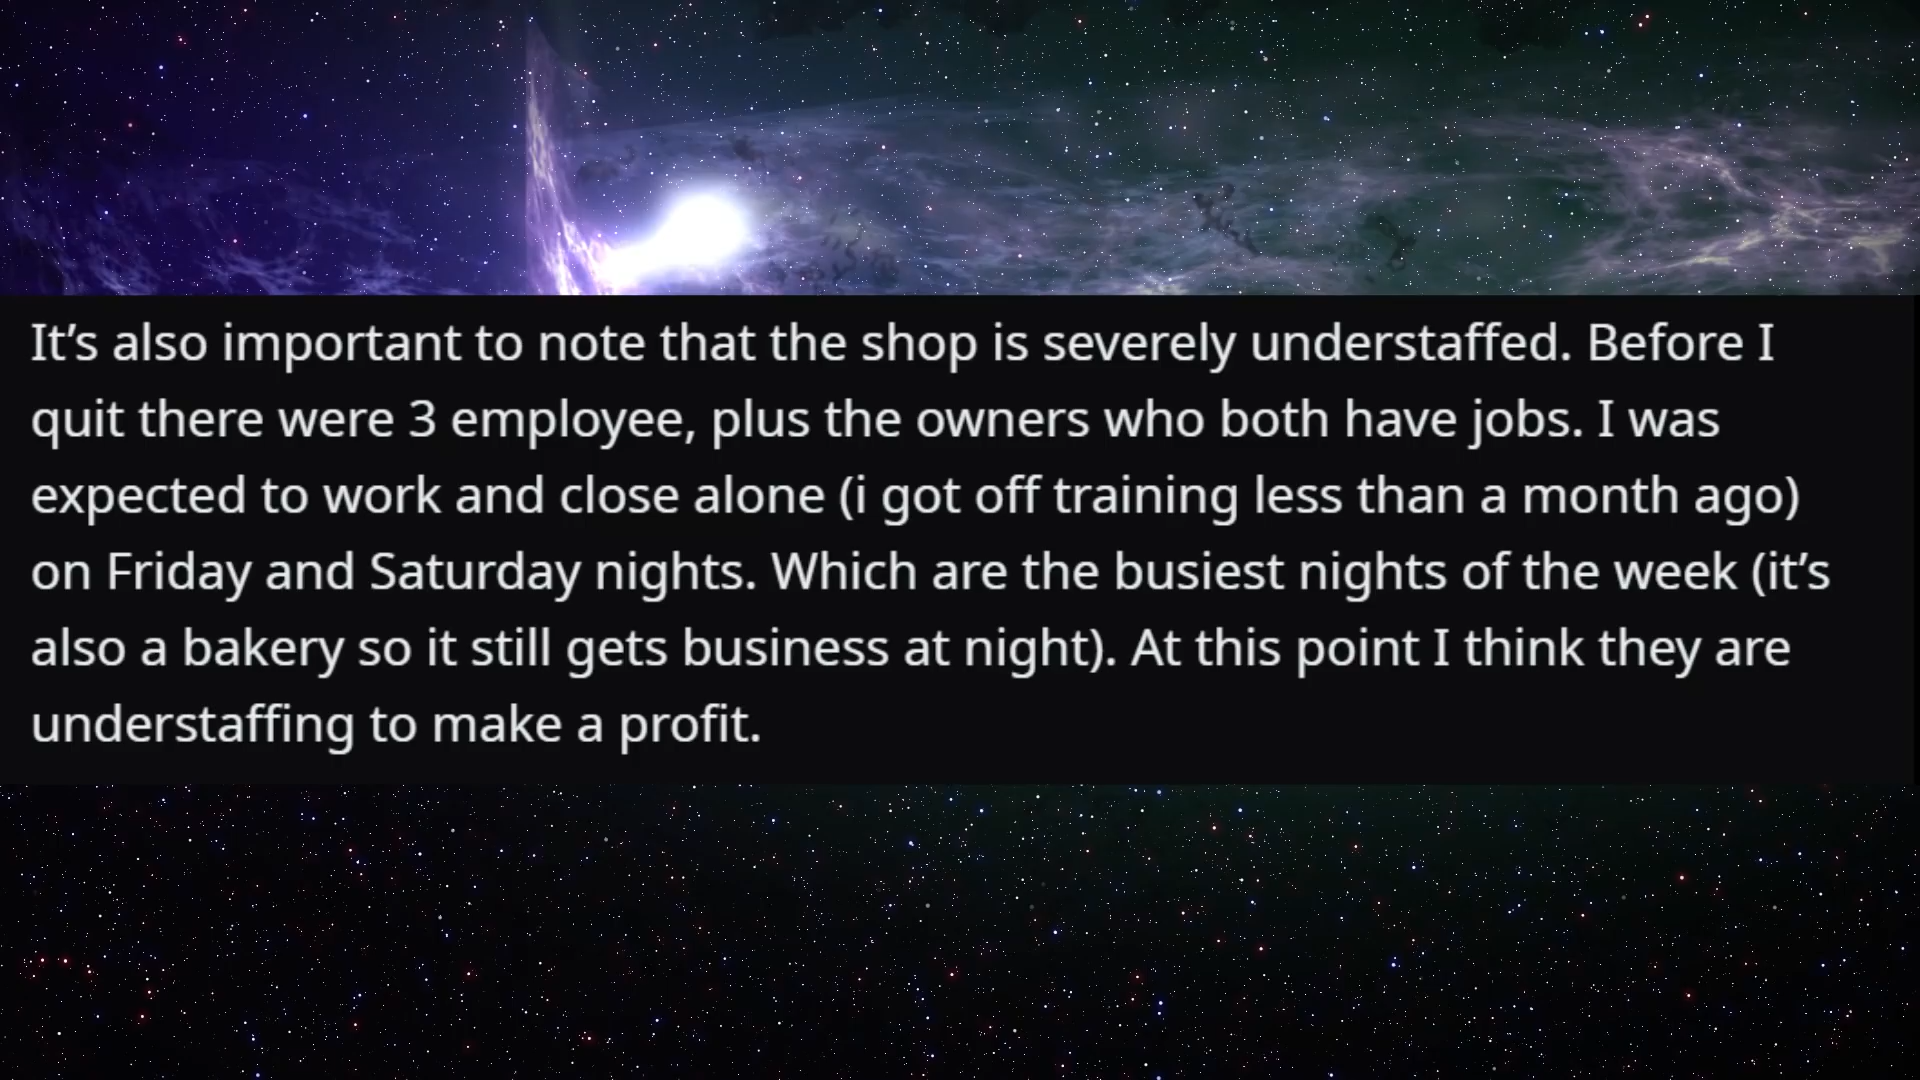 It’s also important to note that the shop is severely understaffed. Before I
quit there were 3 employee, plus the owners who both have jobs. I was
expected to work and close alone (i got off training less than a month ago)
on Friday and Saturday nights. Which are the busiest nights of the week (it’s
also a bakery so it still gets business at night). At this point I think they are
understaffing to make a profit.